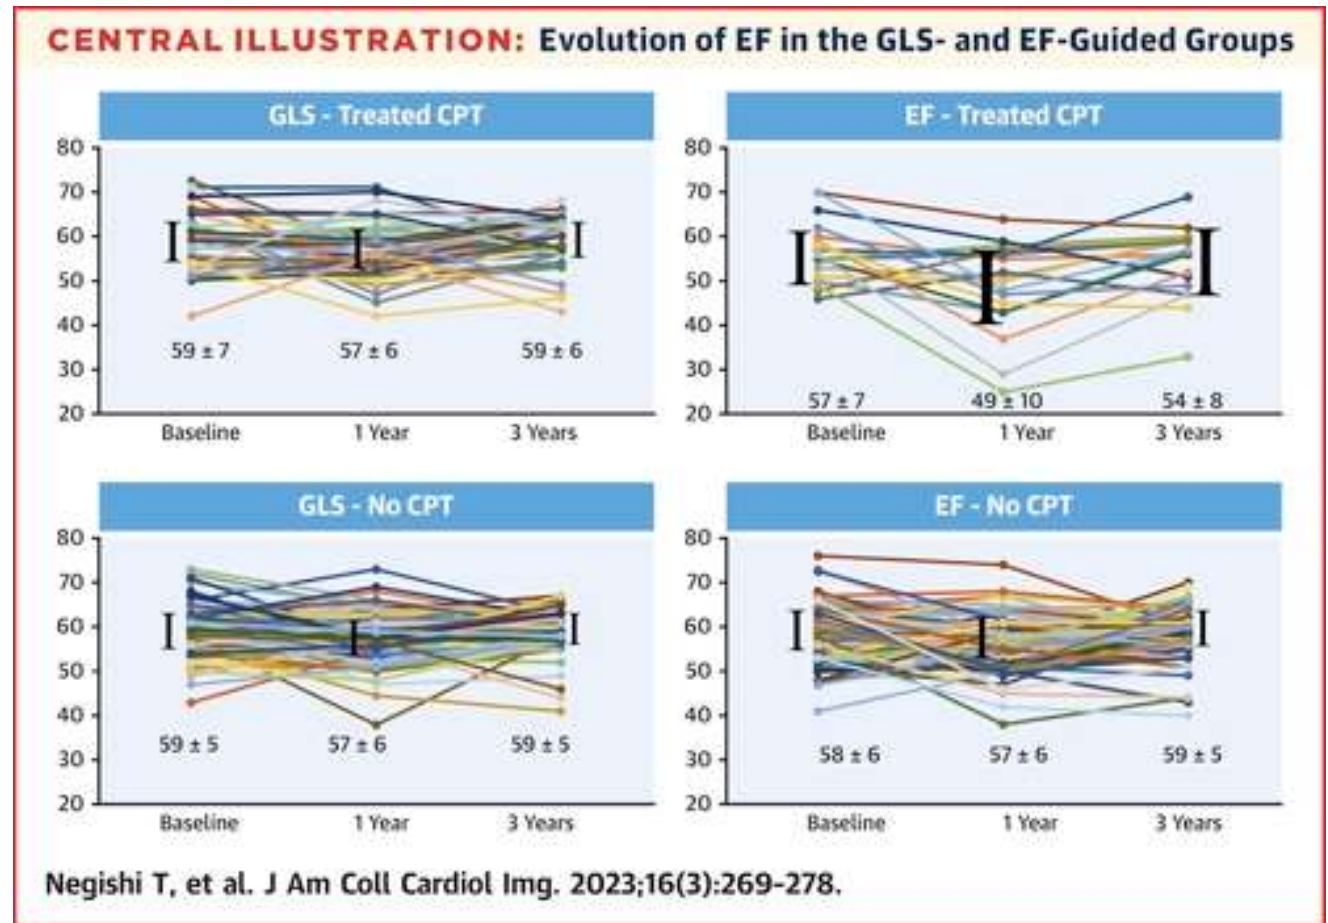 CENTRAL ILLUSTRATION: Evolution of EF in the GLS- and EF-Guided Groups
GLS - Treated CPT
80
70
60
50
40
30
20
59 ± 7
57 ± 6
59 ± 6
Baseline
1 Year
3 Years
EF - Treated CPT
80
70
60
50
40
30
20
57 ± 7
49 ± 10
54 ± 8
Baseline
1 Year
3 Years
GLS - No CPT
80
70
60
50
40
30
20
59 ± 5
57 ± 6
59 ± 5
Baseline
1 Year
3 Years
EF - No CPT
80
70
60
50
40
30
20
58 ± 6
57 ± 6
59 ± 5
Baseline
1 Year
3 Years
Negishi T, et al. J Am Coll Cardiol Img. 2023;16(3):269–278.